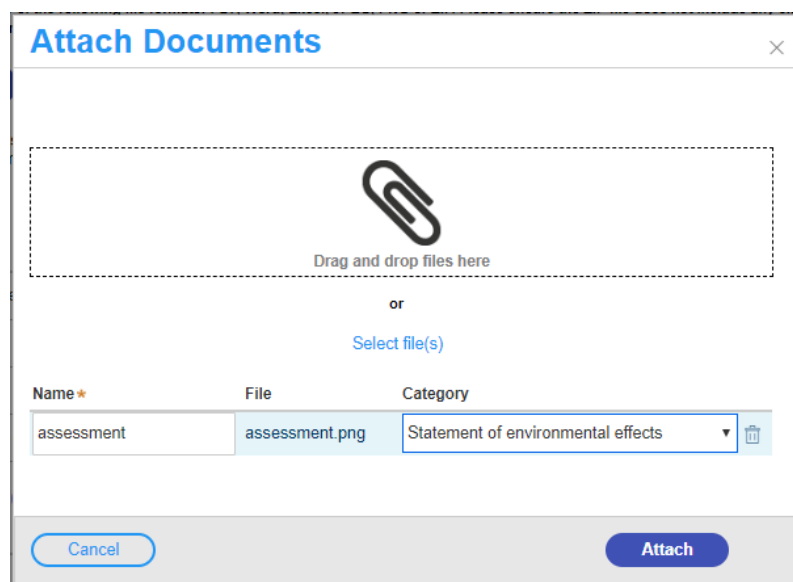 Attach Documents
Drag and drop files here
or
Select file(s)
Name* File Category
assessment assessment.png Statement of environmental effects
Cancel Attach